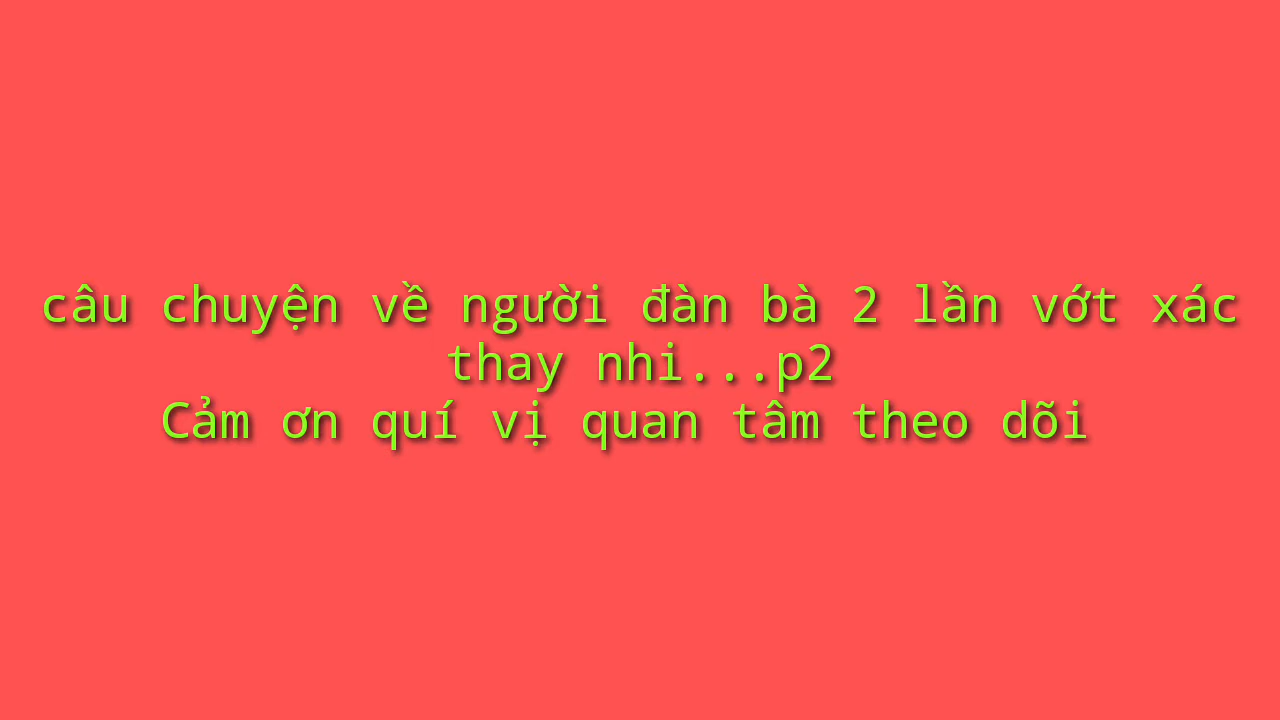 câu chuyện về người đàn bà 2 lần vớt xác
thay nhi...p2
Cảm ơn quí vị quan tâm theo dõi